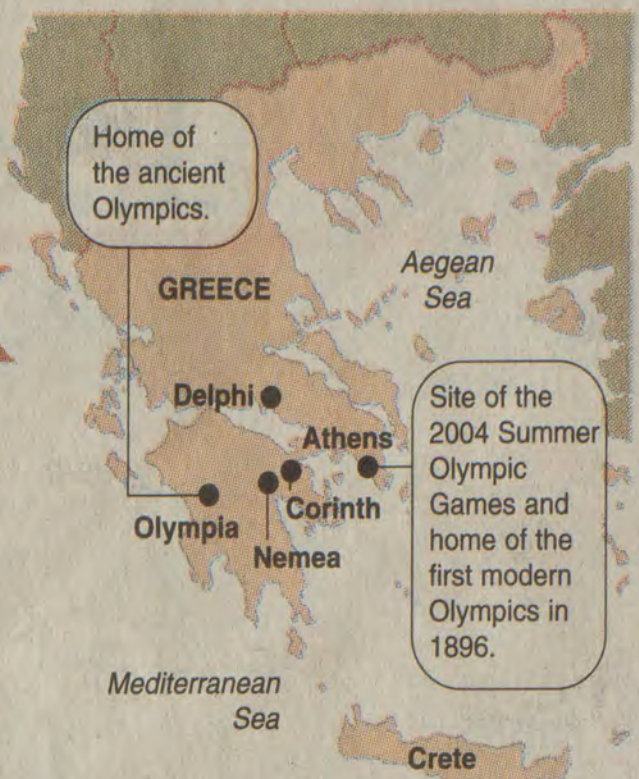 Home of
the ancient
Olympics.
GREECE
Aegean
Sea
Delphi
Athens
Corinth
Olympia
Nemea
Site of the
2004 Summer
Olympic
Games and
home of the
first modern
Olympics in
1896.
Mediterranean
Sea
Crete